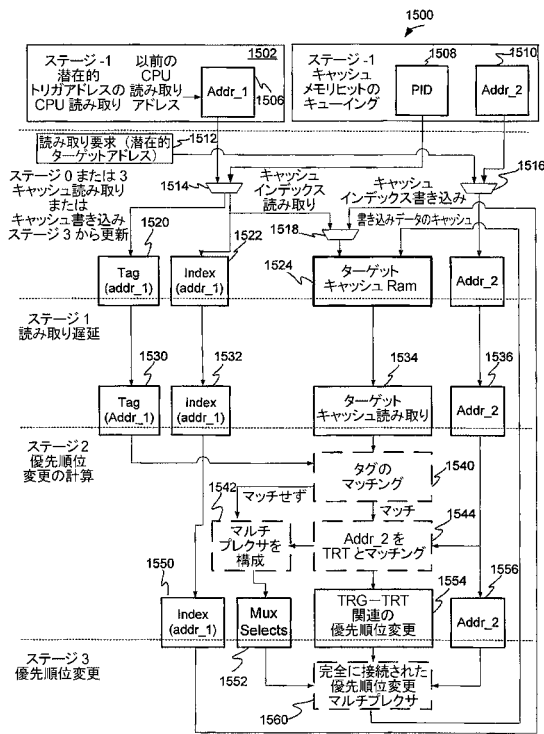 1500
ステージ-1
潜在的
トリガアドレスの
CPU 読み取り
以前の
CPU
読み取り
アドレス
1502
Addr_1
1506
ステージ-1
キャッシュ
メモリヒットの
キューイング
1508
PID
1510
Addr_2
読み取り要求（潜在的
ターゲットアドレス）
1512
ステージ 0 または 3
キャッシュ読み取り
または
キャッシュ書き込み
ステージ 3 から更新
1514
キャッシュ
インデックス
読み取り
キャッシュ
インデックス書き込み
1516
書き込みデータのキャッシュ
1518
1520
Tag
(addr_1)
1522
Index
(addr_1)
1524
ターゲット
キャッシュ Ram
Addr_2
ステージ 1
読み取り遅延
1530
Tag
(Addr_1)
1532
Index
(addr_1)
1534
ターゲット
キャッシュ読み取り
1536
Addr_2
ステージ 2
優先順位
変更の計算
タグの
マッチング
1540
マッチせず
マッチ
1542
マルチ
プレクサを
構成
Addr_2 を
TRT とマッチング
1544
1550
Index
(addr_1)
Mux
Selects
1552
TRG－TRT
関連の
優先順位変更
1554
1556
Addr_2
ステージ 3
優先順位変更
完全に接続された
優先順位変更
マルチプレクサ
1560